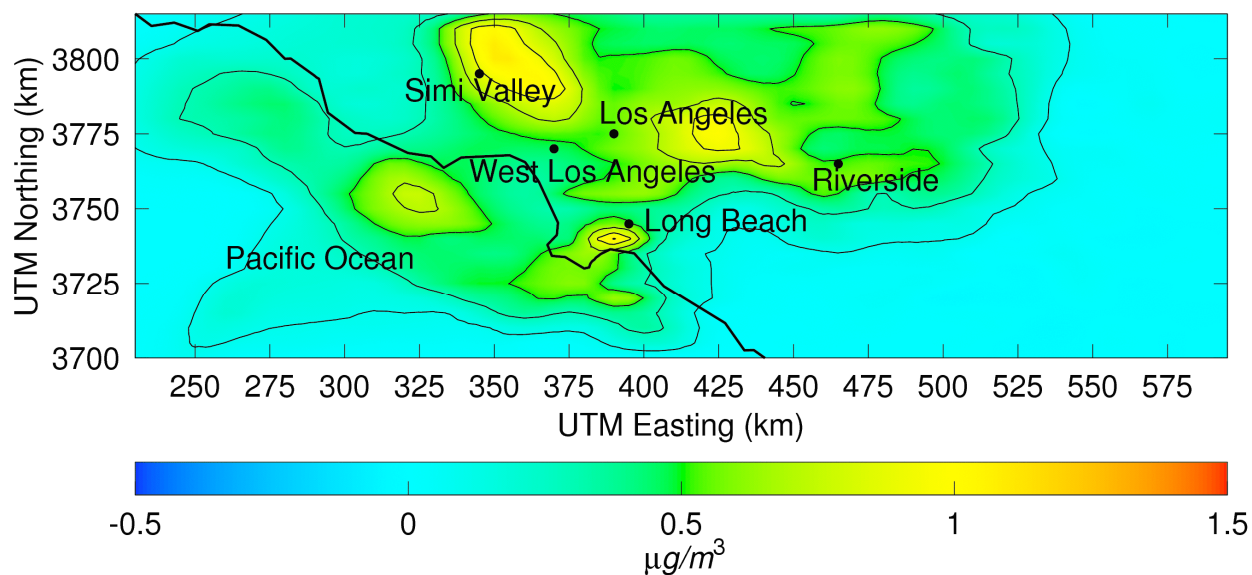 UTM Northing (km)
3800
3775
3750
3725
3700
Simi Valley
Los Angeles
West Los Angeles
Riverside
Long Beach
Pacific Ocean
250 275 300 325 350 375 400 425 450 475 500 525 550 575
UTM Easting (km)
-0.5 0 0.5 1 1.5
μg/m³